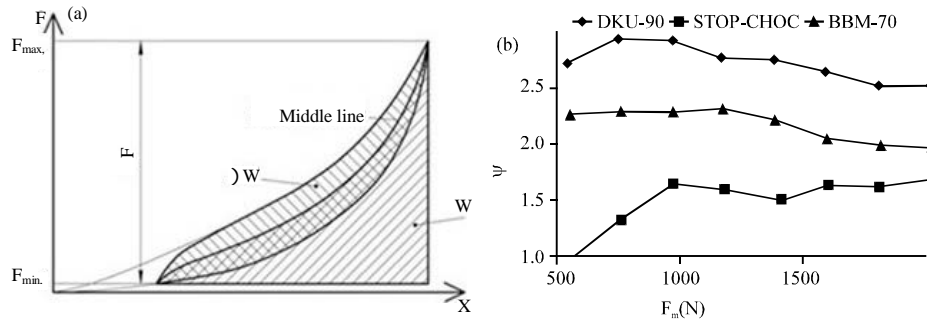 (a)
F
Fmax,
Middle line
F
) W
W
Fmin.
X
(b)
DKU-90 STOP-CHOC BBM-70
2.5
2.0
ψ
1.5
1.0
500 1000 1500
Fm(N)